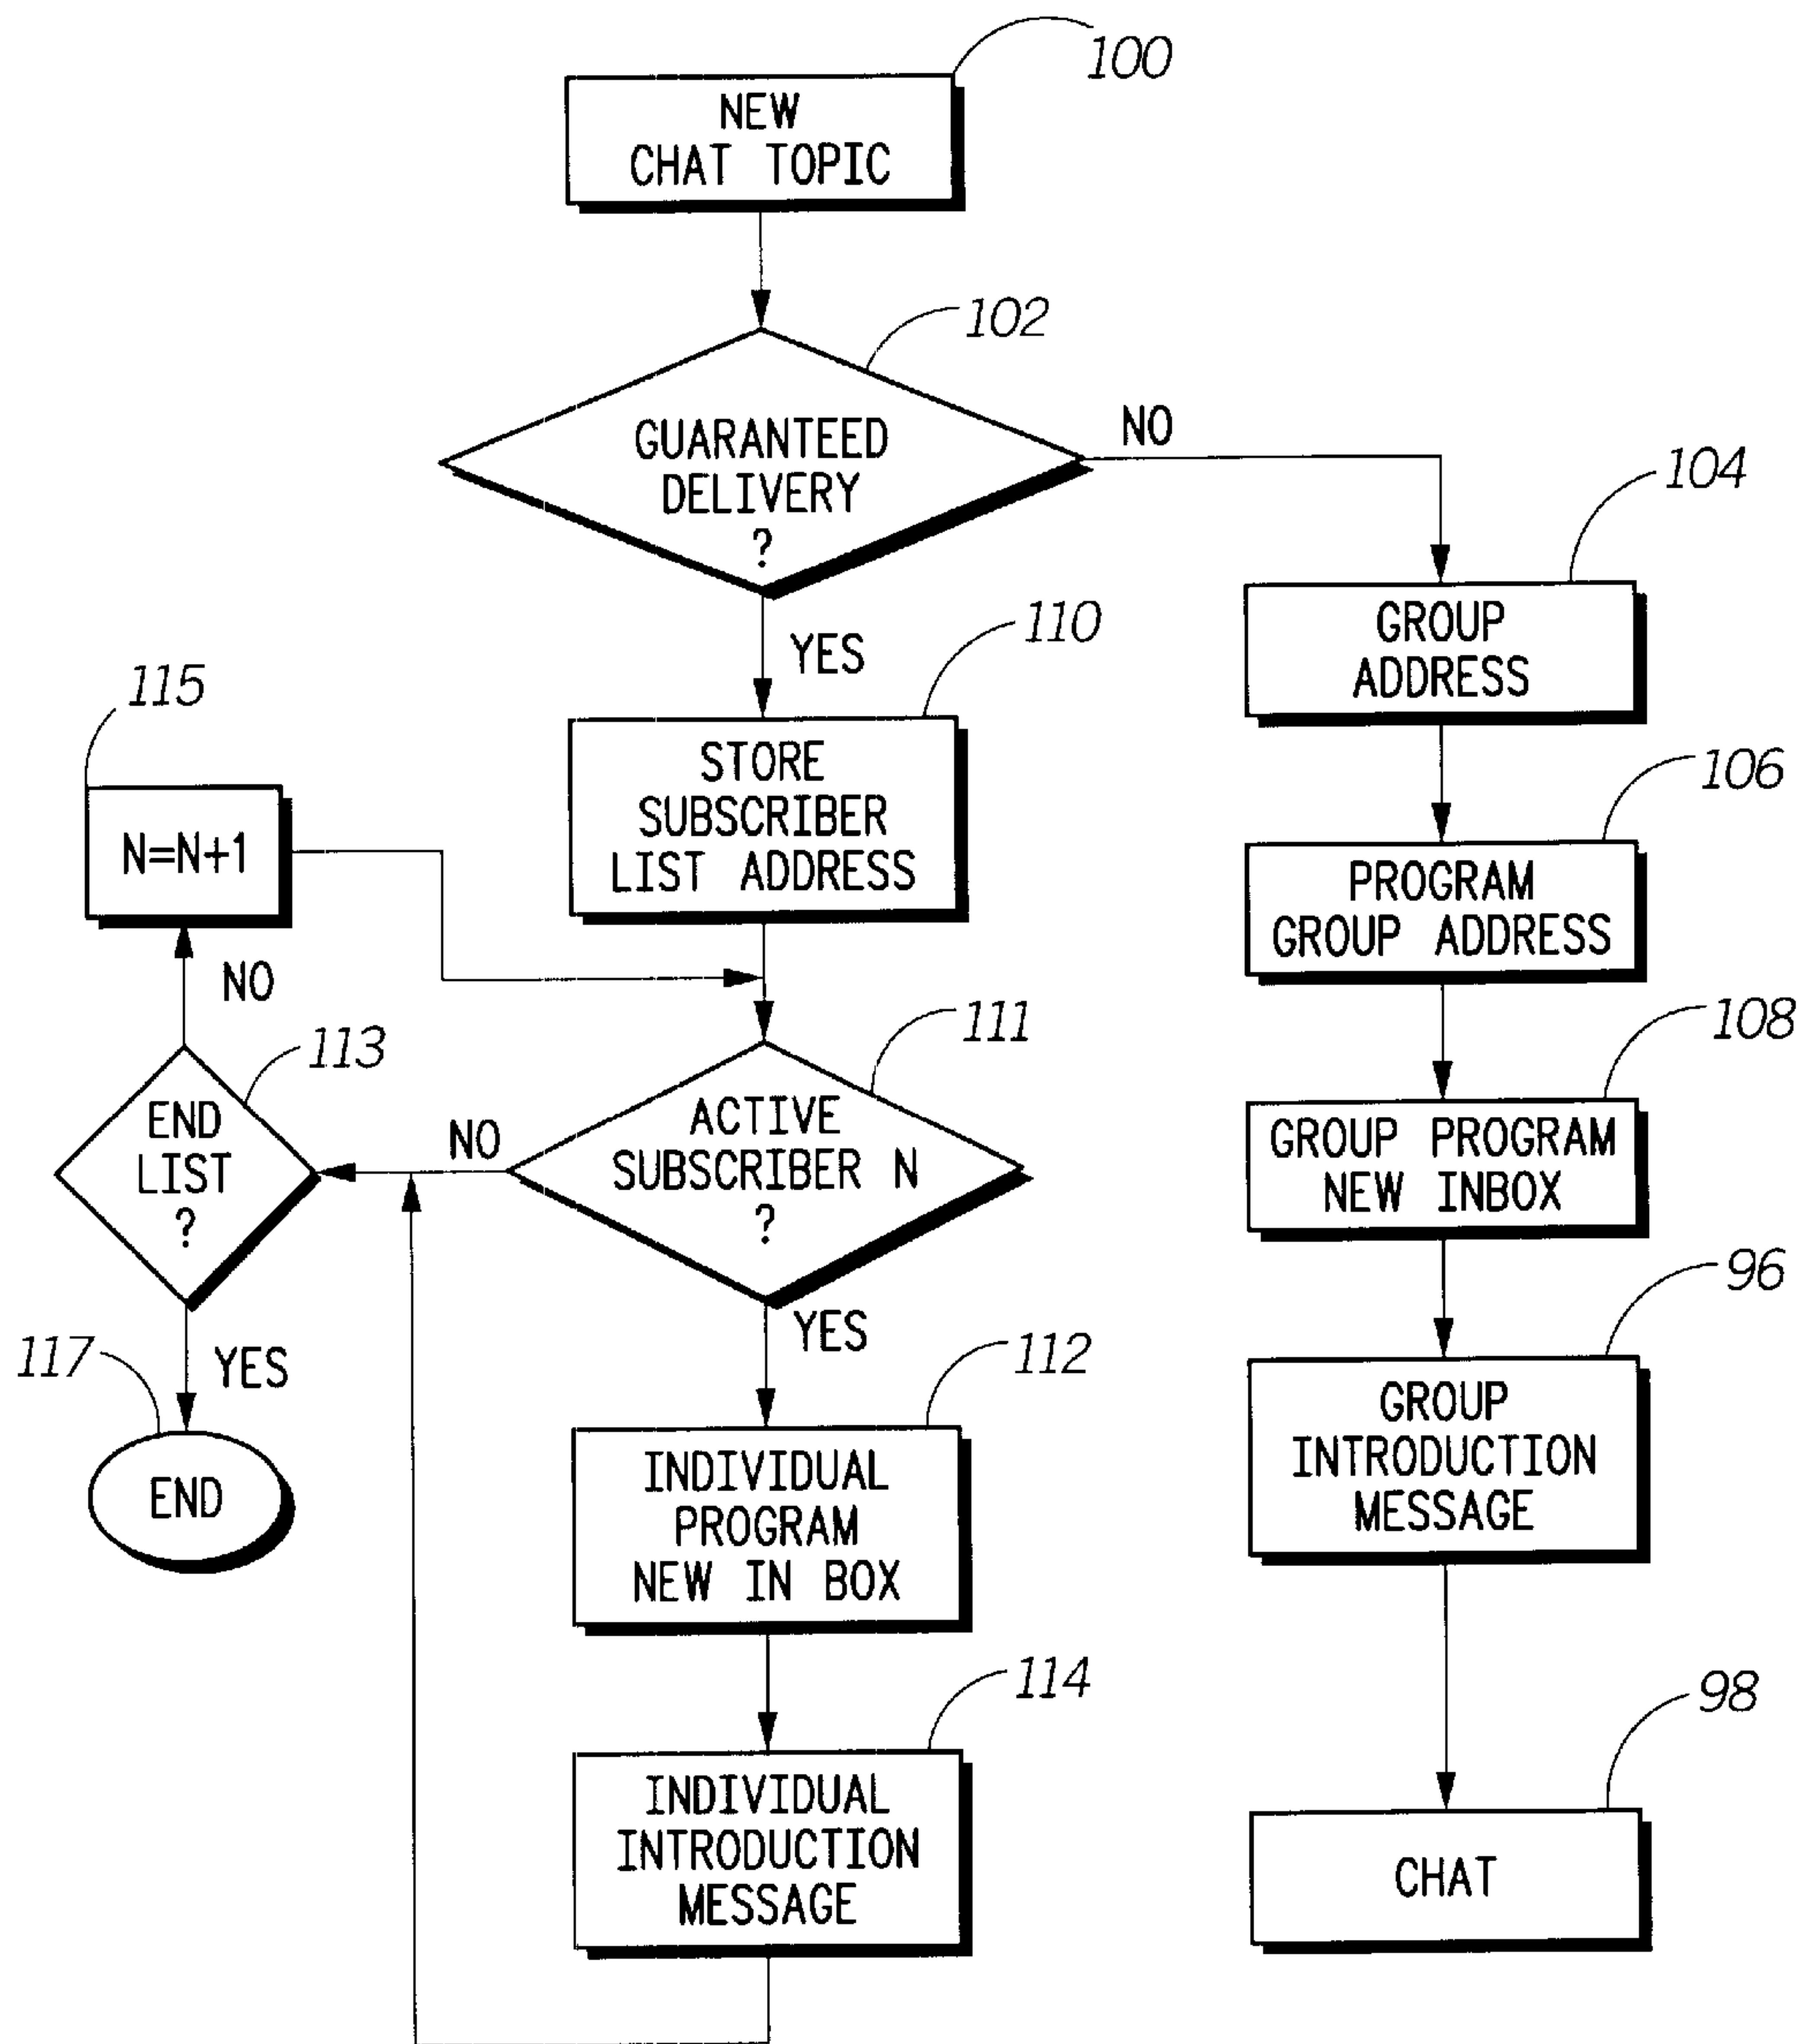 100
NEW
CHAT TOPIC
102
GUARANTEED
DELIVERY
?
NO
YES
104
GROUP
ADDRESS
110
STORE
SUBSCRIBER
LIST ADDRESS
115
N=N+1
106
PROGRAM
GROUP ADDRESS
NO
113
END
LIST
?
NO
111
ACTIVE
SUBSCRIBER N
?
108
GROUP PROGRAM
NEW INBOX
YES
117
END
YES
112
INDIVIDUAL
PROGRAM
NEW IN BOX
96
GROUP
INTRODUCTION
MESSAGE
114
INDIVIDUAL
INTRODUCTION
MESSAGE
98
CHAT